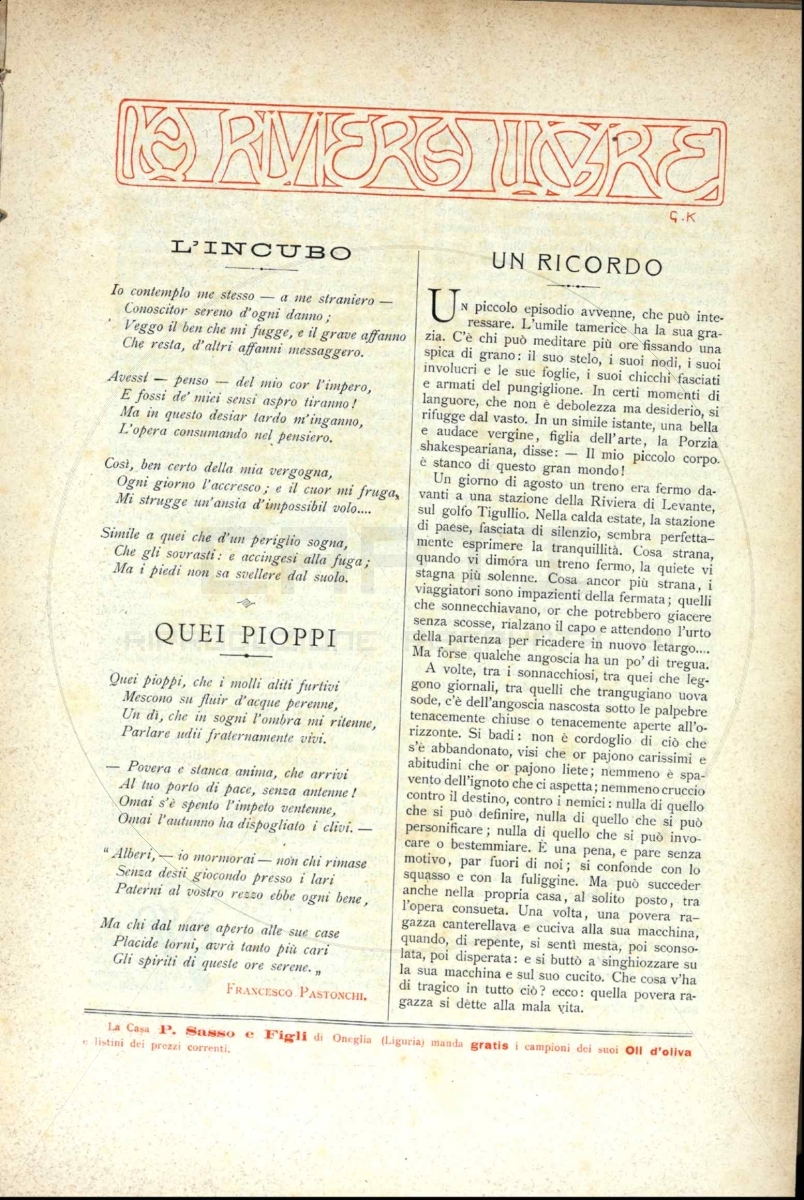 LA RIVIERA LIGVRE
G.K
L'INCUBO
Io contemplo me stesso — a me straniero —
Conoscitor sereno d'ogni danno;
Veggo il ben che mi fugge, e il grave affanno
Che resta, d'altri affanni messaggero.
Avessi — penso — del mio cor l'impero,
E fossi de' miei sensi aspro tiranno!
Ma in questo desiar tardo m'inganno,
L'opera consumando nel pensiero.
Così, ben certo della mia vergogna,
Ogni giorno l'accresco; e il cuor mi fruga,
Mi strugge un'ansia d'impossibil volo....
Simile a quei che d'un periglio sogna,
Che gli sovrasti: e accingesi alla fuga;
Ma i piedi non sa svellere dal suolo.
QUEI PIOPPI
Quei pioppi, che i molli aliti furtivi
Mescono su fluir d'acque perenne,
Un dì, che in sogni l'ombra mi ritenne,
Parlare udii fraternamente vivi.
— Povera e stanca anima, che arrivi
Al tuo porto di pace, senza antenne!
Omai s'è spento l'impeto ventenne,
Omai l'autunno ha dispogliato i clivi. —
"Alberi, — io mormorai — non chi rimase
Senza desii giocondo presso i lari
Paterni al vostro rezzo ebbe ogni bene,
Ma chi dal mare aperto alle sue case
Placide torni, avrà tanto più cari
Gli spiriti di queste ore serene.„
FRANCESCO PASTONCHI.
UN RICORDO
UN piccolo episodio avvenne, che può inte-
ressare. L'umile tamerice ha la sua gra-
zia. C'è chi può meditare più ore fissando una
spica di grano: il suo stelo, i suoi nodi, i suoi
involucri e le sue foglie, i suoi chicchi fasciati
e armati del pungiglione. In certi momenti di
languore, che non è debolezza ma desiderio, si
rifugge dal vasto. In un simile istante, una bella
e audace vergine, figlia dell'arte, la Porzia
shakespeariana, disse: — Il mio piccolo corpo
è stanco di questo gran mondo!
Un giorno di agosto un treno era fermo da-
vanti a una stazione della Riviera di Levante,
sul golfo Tigullio. Nella calda estate, la stazione
di paese, fasciata di silenzio, sembra perfetta-
mente esprimere la tranquillità. Cosa strana,
quando vi dimóra un treno fermo, la quiete vi
stagna più solenne. Cosa ancor più strana, i
viaggiatori sono impazienti della fermata; quelli
che sonnecchiavano, or che potrebbero giacere
senza scosse, rialzano il capo e attendono l'urto
della partenza per ricadere in nuovo letargo....
Ma forse qualche angoscia ha un po' di tregua.
A volte, tra i sonnacchiosi, tra quei che leg-
gono giornali, tra quelli che trangugiano uova
sode, c'è dell'angoscia nascosta sotto le palpebre
tenacemente chiuse o tenacemente aperte all'o-
rizzonte. Si badi: non è cordoglio di ciò che
s'è abbandonato, visi che or pajono carissimi e
abitudini che or pajono liete; nemmeno è spa-
vento dell'ignoto che ci aspetta; nemmeno cruccio
contro il destino, contro i nemici: nulla di quello
che si può definire, nulla di quello che si può
personificare; nulla di quello che si può invo-
care o bestemmiare. È una pena, e pare senza
motivo, par fuori di noi; si confonde con lo
squasso e con la fuliggine. Ma può succeder
anche nella propria casa, al solito posto, tra
l'opera consueta. Una volta, una povera ra-
gazza canterellava e cuciva alla sua macchina,
quando, di repente, si sentì mesta, poi sconso-
lata, poi disperata: e si buttò a singhiozzare su
la sua macchina e sul suo cucito. Che cosa v'ha
di tragico in tutto ciò? ecco: quella povera ra-
gazza si dètte alla mala vita.
La Casa P. Sasso e Figli di Oneglia (Liguria) manda gratis i campioni dei suoi Olî d'oliva
e listini dei prezzi correnti.